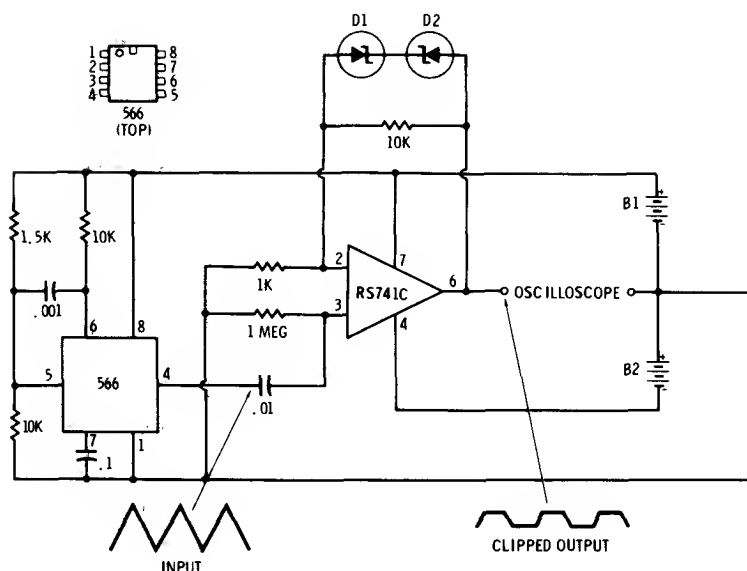 D1 D2
1 8
2 7
3 6
4 5
566
(TOP)
10K
B1
1.5K 10K
2 7
1K
RS741C 6
OSCILLOSCOPE
.001
3
1 MEG
4
6 8
B2
5 566 4
.01
10K
7 1
.1
INPUT
CLIPPED OUTPUT